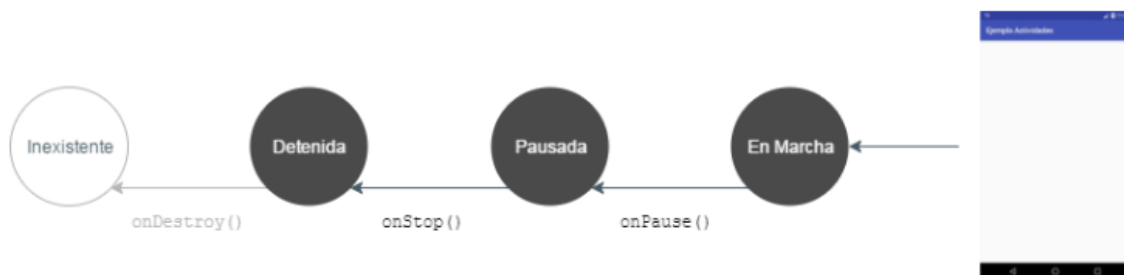 Ejemplo Actividades
Inexistente
Detenida
Pausada
En Marcha
onDestroy()
onStop()
onPause()